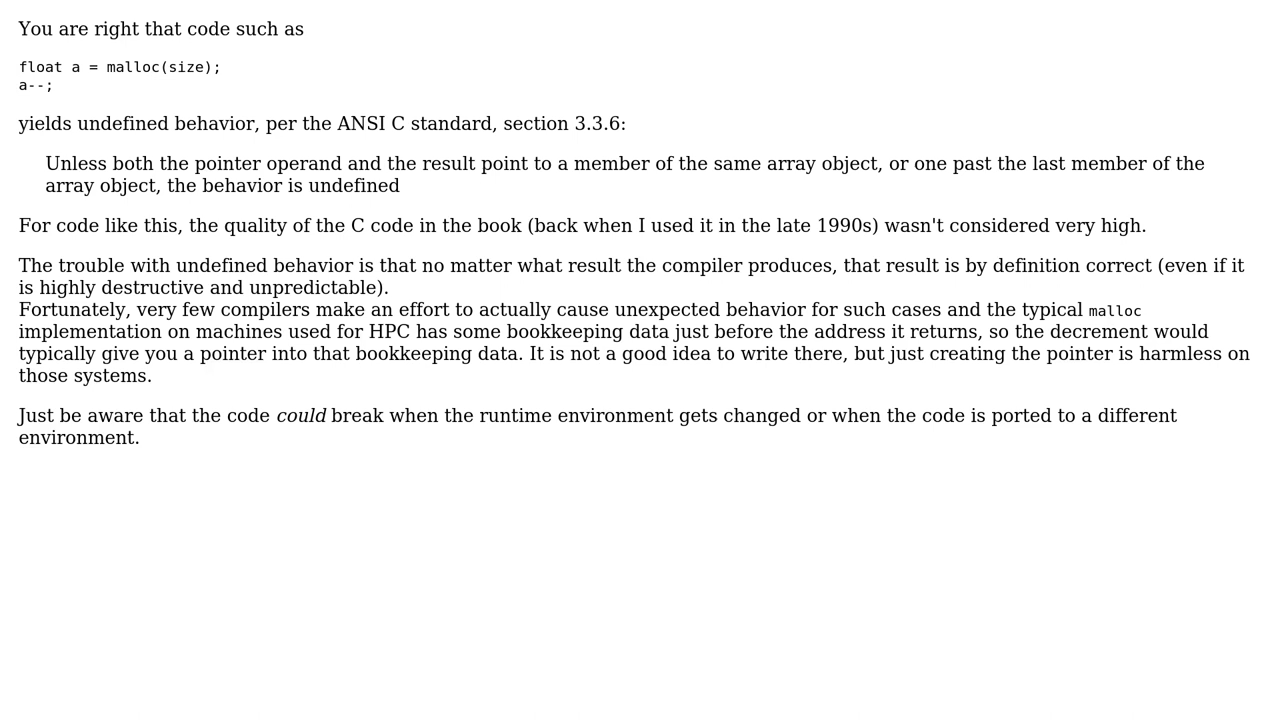 You are right that code such as
float a = malloc(size);
a--;
yields undefined behavior, per the ANSI C standard, section 3.3.6:
Unless both the pointer operand and the result point to a member of the same array object, or one past the last member of the
array object, the behavior is undefined
For code like this, the quality of the C code in the book (back when I used it in the late 1990s) wasn't considered very high.
The trouble with undefined behavior is that no matter what result the compiler produces, that result is by definition correct (even if it
is highly destructive and unpredictable).
Fortunately, very few compilers make an effort to actually cause unexpected behavior for such cases and the typical malloc
implementation on machines used for HPC has some bookkeeping data just before the address it returns, so the decrement would
typically give you a pointer into that bookkeeping data. It is not a good idea to write there, but just creating the pointer is harmless on
those systems.
Just be aware that the code could break when the runtime environment gets changed or when the code is ported to a different
environment.